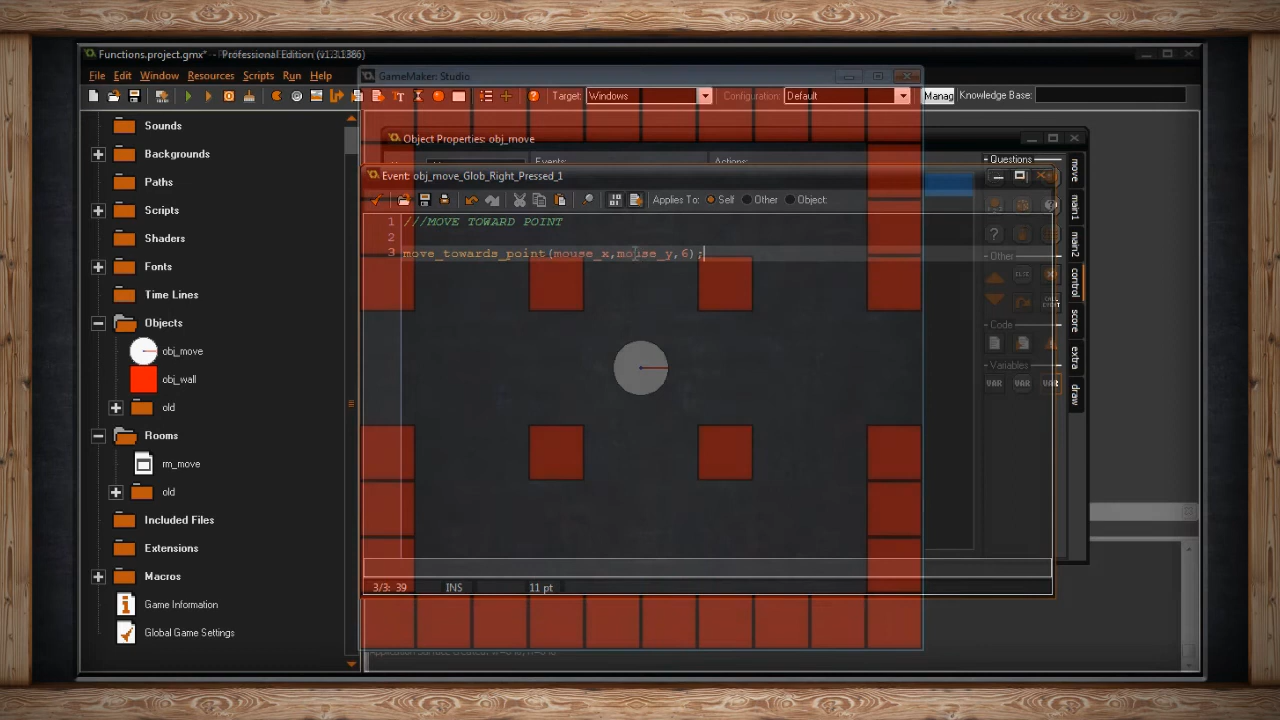 Functions.project.gmx* - Professional Edition (v1.3.1386)
File Edit Window Resources Scripts Run Help
GameMaker: Studio
Target: Windows Configuration: Default Manag Knowledge Base:
Sounds
Backgrounds
Paths
Scripts
Shaders
Fonts
Time Lines
Objects
obj_move
obj_wall
old
Rooms
rm_move
old
Included Files
Extensions
Macros
Game Information
Global Game Settings
Object Properties: obj_move
Events: Actions:
Event: obj_move_Glob_Right_Pressed_1
Applies To: Self Other Object:
1 ///MOVE TOWARD POINT
2
3 move_towards_point(mouse_x,mouse_y,6);
3/3: 39 INS 11 pt
Questions
Other
Code
Variables
VAR VAR VAR
move
main1
main2
control
score
extra
draw